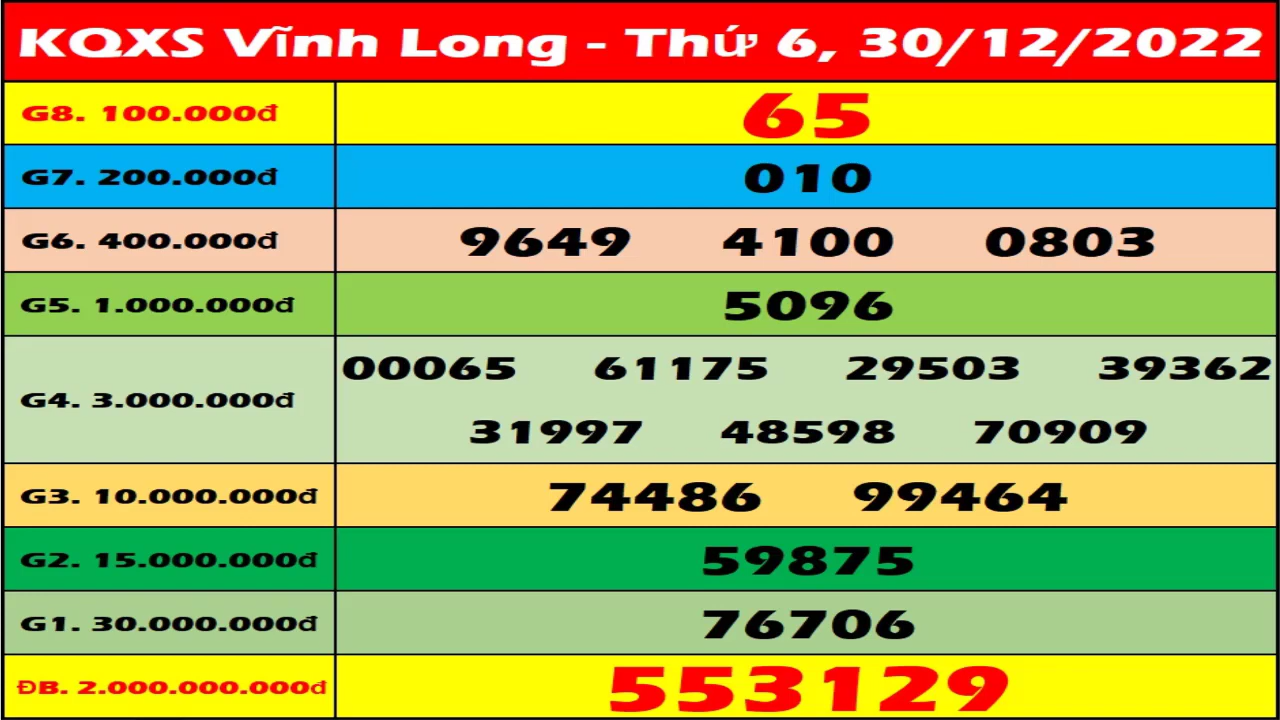 KQXS Vĩnh Long - Thứ 6, 30/12/2022
G8. 100.000đ 65
G7. 200.000đ 010
G6. 400.000đ 9649 4100 0803
G5. 1.000.000đ 5096
G4. 3.000.000đ 00065 61175 29503 39362
31997 48598 70909
G3. 10.000.000đ 74486 99464
G2. 15.000.000đ 59875
G1. 30.000.000đ 76706
ĐB. 2.000.000.000đ 553129